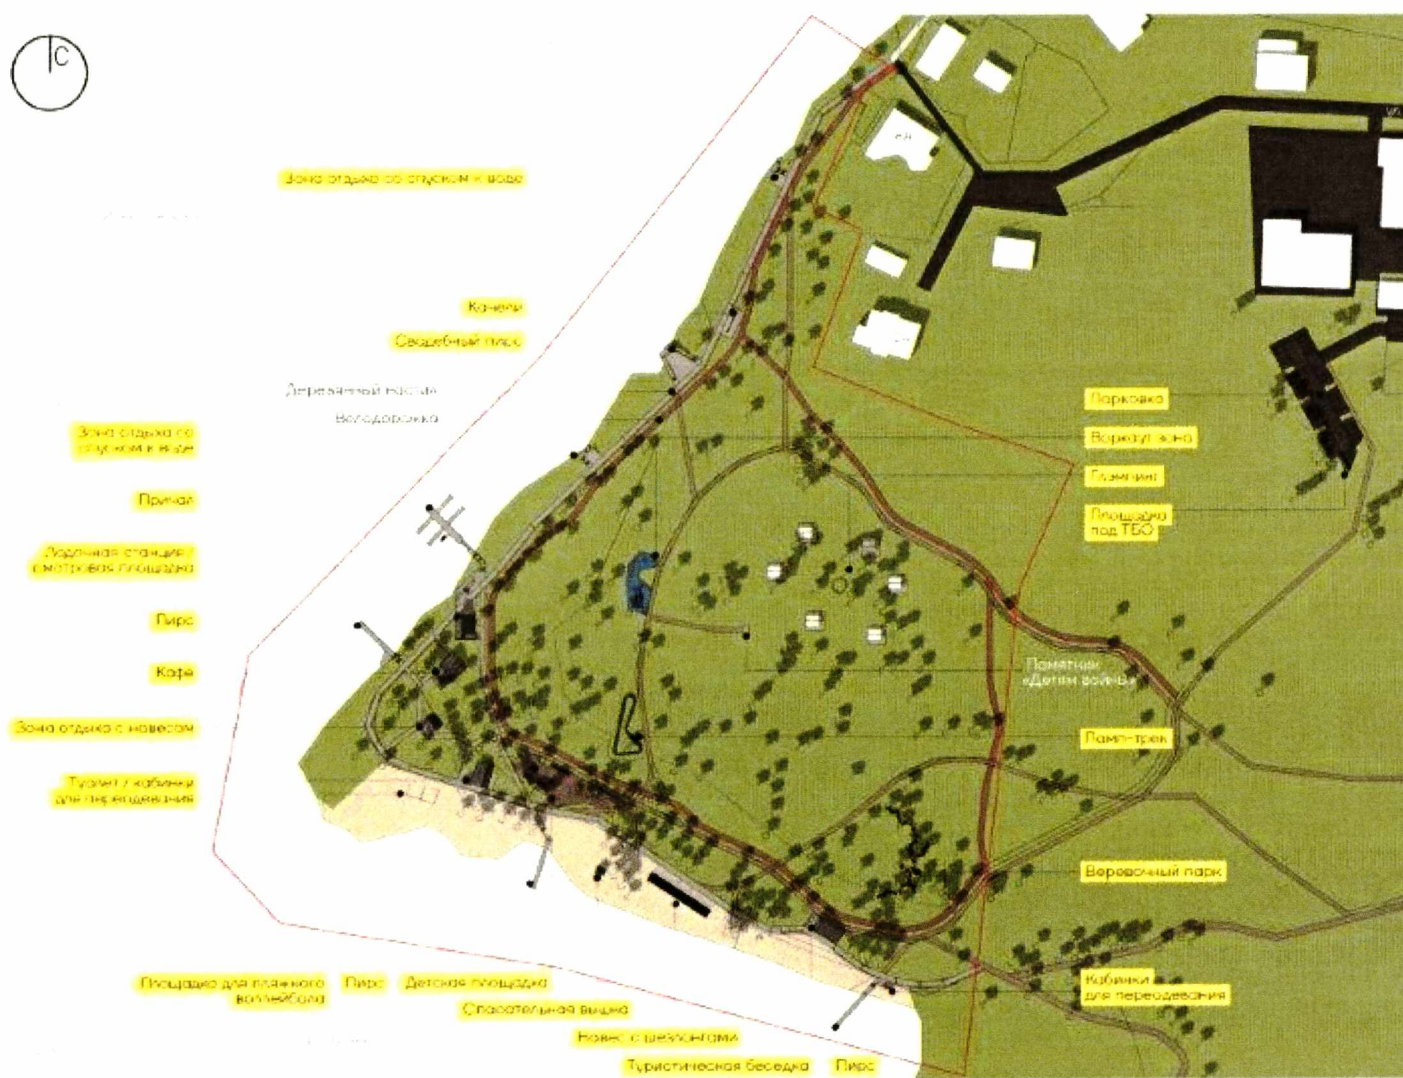 С
Зона отдыха со спуском к воде
Качели
Свадебный пирс
Деревянный настил
Велодорожка
Зона отдыха со
спуском к воде
Причал
Лодочная станция /
смотровая площадка
Пирс
Кафе
Зона отдыха с навесом
Туалет / кабинки
для переодевания
Парковка
Воркаут зона
Глэмпинг
Площадка
под ТБО
Памятник
«Детям войны»
Памп-трек
Веревочный парк
Кабинки
для переодевания
Площадка для пляжного
волейбола
Пирс
Детская площадка
Спасательная вышка
Навес с шезлонгами
Туристическая беседка
Пирс